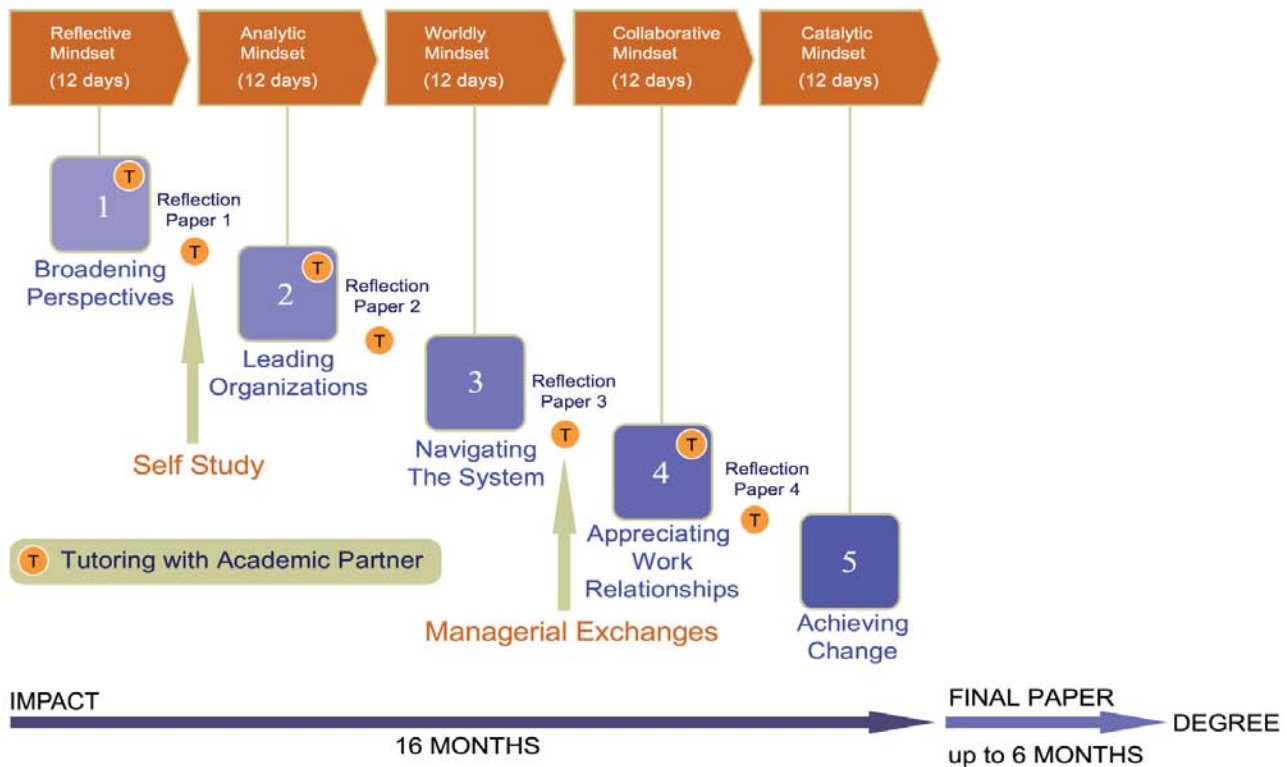 Reflective
Mindset
(12 days)
Analytic
Mindset
(12 days)
Worldly
Mindset
(12 days)
Collaborative
Mindset
(12 days)
Catalytic
Mindset
(12 days)
1
T
Reflection
Paper 1
T
Broadening
Perspectives
2
T
Reflection
Paper 2
T
Leading
Organizations
Self Study
3
Reflection
Paper 3
T
Navigating
The System
4
T
Reflection
Paper 4
T
Appreciating
Work
Relationships
T Tutoring with Academic Partner
Managerial Exchanges
5
Achieving
Change
IMPACT
16 MONTHS
FINAL PAPER
up to 6 MONTHS
DEGREE